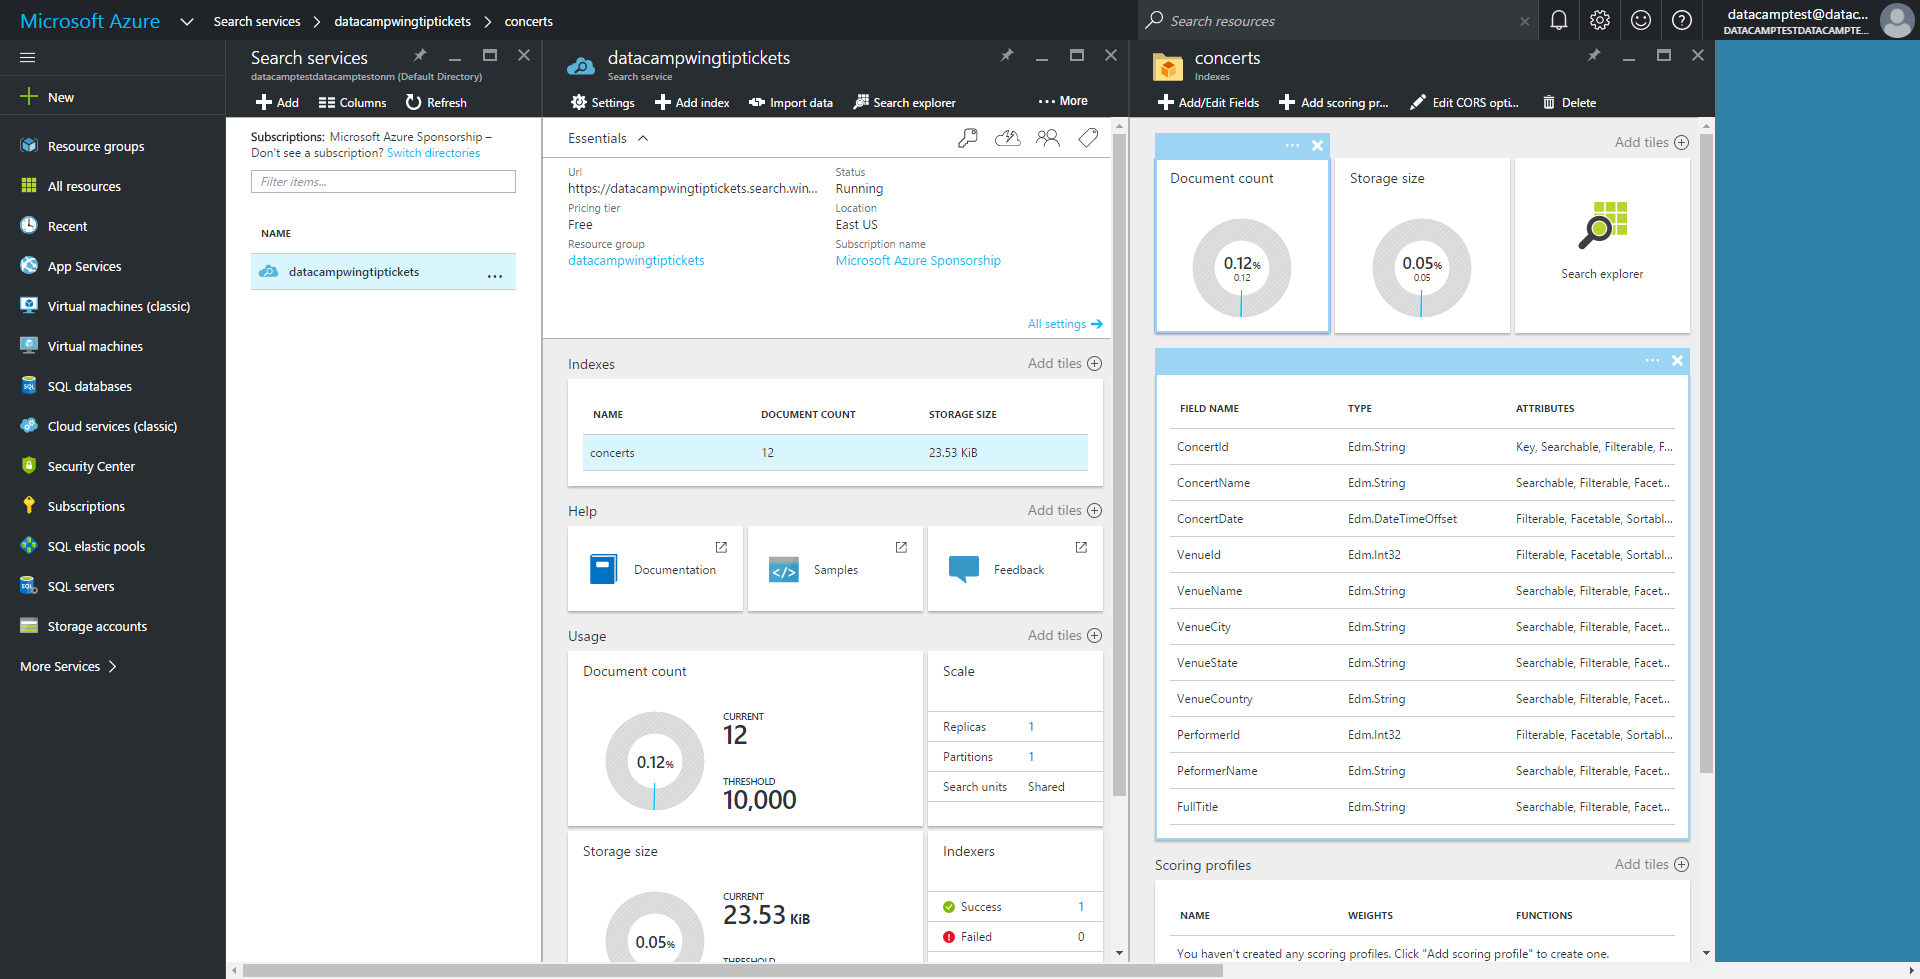 Microsoft Azure
Search services
datacampwingtiptickets
concerts
Search resources
datacamptest@datac...
DATACAMPTESTDATACAMPTE...
New
Resource groups
All resources
Recent
App Services
Virtual machines (classic)
Virtual machines
SQL databases
Cloud services (classic)
Security Center
Subscriptions
SQL elastic pools
SQL servers
Storage accounts
More Services
Search services
datacamptestdatacamptestonm (Default Directory)
Add
Columns
Refresh
Subscriptions: Microsoft Azure Sponsorship –
Don't see a subscription? Switch directories
Filter items...
NAME
datacampwingtiptickets
...
datacampwingtiptickets
Search service
Settings
Add index
Import data
Search explorer
... More
Essentials
Url
https://datacampwingtiptickets.search.win...
Status
Running
Pricing tier
Free
Location
East US
Resource group
datacampwingtiptickets
Subscription name
Microsoft Azure Sponsorship
All settings
Indexes
Add tiles
NAME DOCUMENT COUNT STORAGE SIZE
concerts 12 23.53 KiB
Help
Add tiles
Documentation
</>
Samples
Feedback
Usage
Add tiles
Document count
0.12%
CURRENT
12
THRESHOLD
10,000
Scale
Replicas 1
Partitions 1
Search units Shared
Storage size
0.05%
CURRENT
23.53 KiB
THRESHOLD
Indexers
Success 1
Failed 0
concerts
Indexes
Add/Edit Fields
Add scoring pr...
Edit CORS opti...
Delete
Add tiles
Document count
0.12%
0.12
Storage size
0.05%
0.05
Search explorer
FIELD NAME TYPE ATTRIBUTES
ConcertId Edm.String Key, Searchable, Filterable, F...
ConcertName Edm.String Searchable, Filterable, Facet...
ConcertDate Edm.DateTimeOffset Filterable, Facetable, Sortabl...
VenueId Edm.Int32 Filterable, Facetable, Sortabl...
VenueName Edm.String Searchable, Filterable, Facet...
VenueCity Edm.String Searchable, Filterable, Facet...
VenueState Edm.String Searchable, Filterable, Facet...
VenueCountry Edm.String Searchable, Filterable, Facet...
PerformerId Edm.Int32 Filterable, Facetable, Sortabl...
PeformerName Edm.String Searchable, Filterable, Facet...
FullTitle Edm.String Searchable, Filterable, Facet...
Scoring profiles
Add tiles
NAME WEIGHTS FUNCTIONS
You haven't created any scoring profiles. Click "Add scoring profile" to create one.